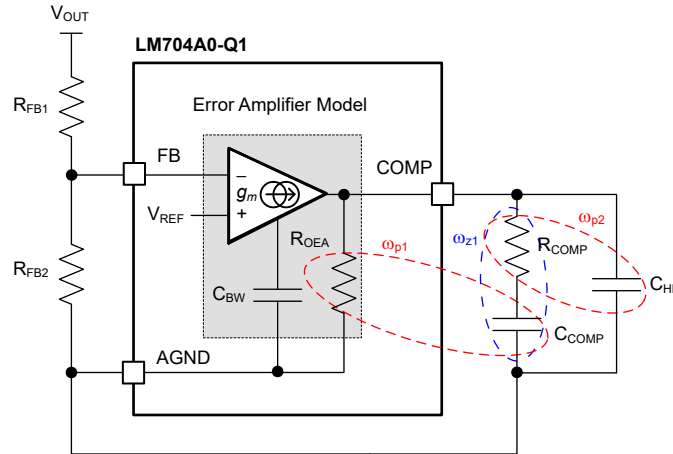 VOUT
LM704A0-Q1
RFB1
Error Amplifier Model
FB
COMP
−
gm
+
VREF
ωp2
ωz1
ROEA
ωp1
RCOMP
RFB2
CBW
CHF
CCOMP
AGND